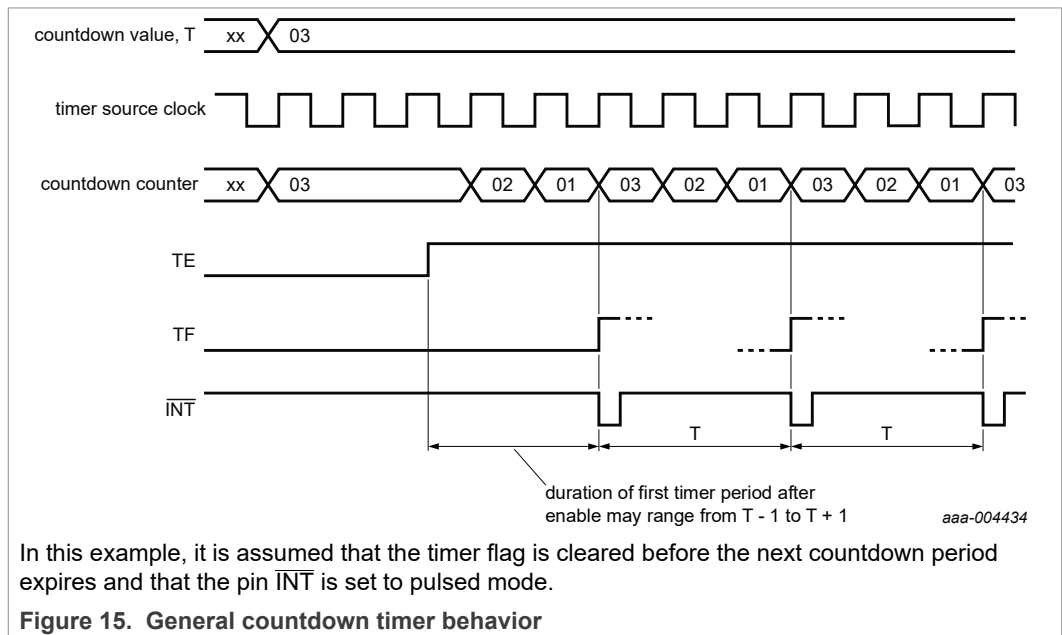 countdown value, T xx 03
timer source clock
countdown counter xx 03 02 01 03 02 01 03 02 01 03
TE
TF
INT
T T
duration of first timer period after
enable may range from T - 1 to T + 1
aaa-004434
In this example, it is assumed that the timer flag is cleared before the next countdown period
expires and that the pin INT is set to pulsed mode.
Figure 15. General countdown timer behavior